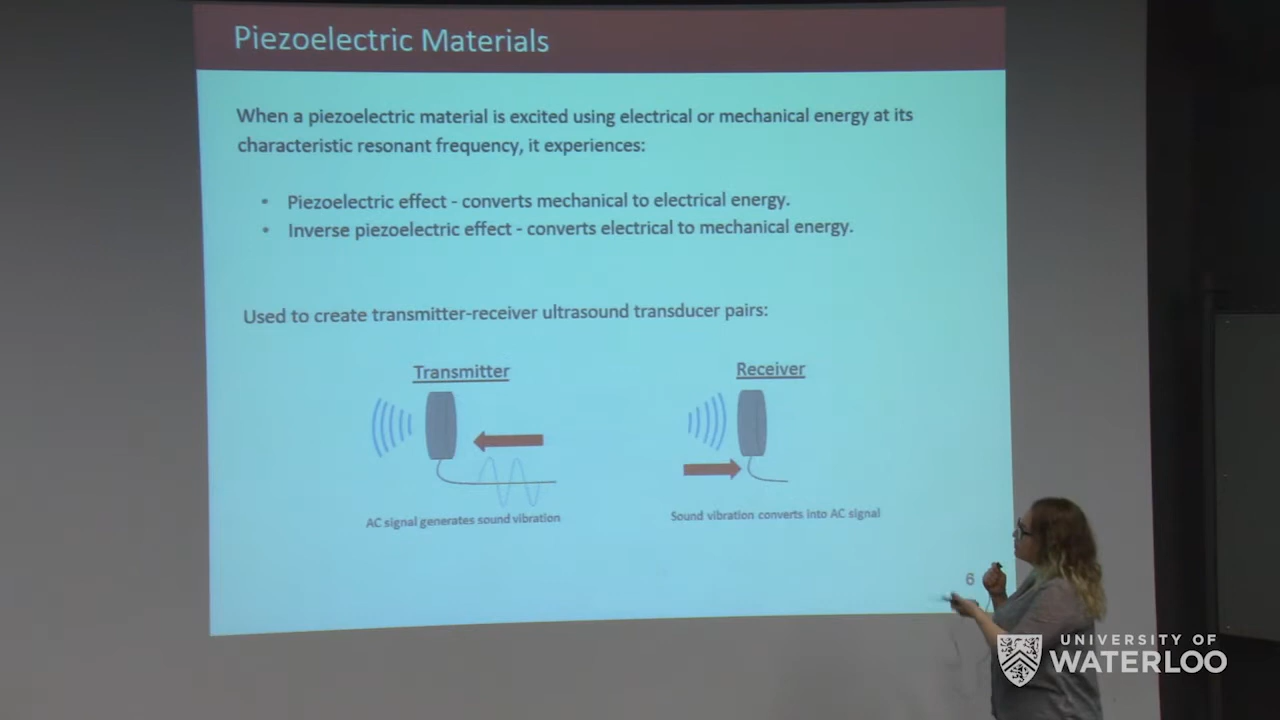 Piezoelectric Materials
When a piezoelectric material is excited using electrical or mechanical energy at its
characteristic resonant frequency, it experiences:
• Piezoelectric effect - converts mechanical to electrical energy.
• Inverse piezoelectric effect - converts electrical to mechanical energy.
Used to create transmitter-receiver ultrasound transducer pairs:
Transmitter
Receiver
AC signal generates sound vibration
Sound vibration converts into AC signal
6
UNIVERSITY OF
WATERLOO